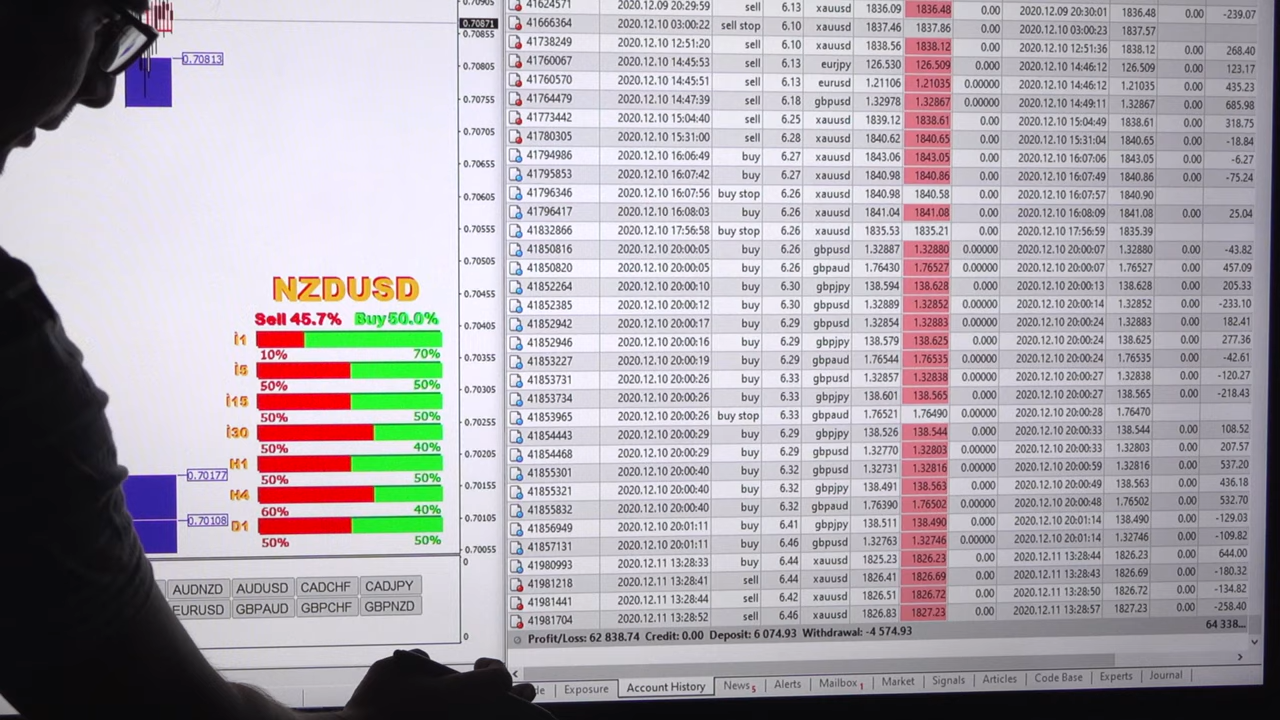 0.70905
0.70871
0.70813
0.70805
0.70755
0.70705
0.70655
0.70605
0.70505
0.70455
0.70405
0.70355
0.70305
0.70255
0.70205
0.70177
0.70155
0.70108
0.70105
0.70055
0
0
NZDUSD
Sell 45.7% Buy 50.0%
i1
10% 70%
i5
50% 50%
i15
50% 50%
i30
50% 40%
H1
50% 50%
H4
60% 40%
D1
50% 50%
AUDNZD AUDUSD CADCHF CADJPY
EURUSD GBPAUD GBPCHF GBPNZD
41624571 2020.12.09 20:29:59 sell 6.13 xauusd 1836.09 1836.48 0.00 2020.12.09 20:30:01 1836.48 0.00 -239.07
41666364 2020.12.10 03:00:22 sell stop 6.10 xauusd 1837.46 1837.86 0.00 2020.12.10 03:00:23 1837.57
41738249 2020.12.10 12:51:20 sell 6.10 xauusd 1838.56 1838.12 0.00 2020.12.10 12:51:36 1838.12 0.00 268.40
41760067 2020.12.10 14:45:53 sell 6.13 eurjpy 126.530 126.509 0.000 2020.12.10 14:46:12 126.509 0.00 123.17
41760570 2020.12.10 14:45:51 sell 6.13 eurusd 1.21106 1.21035 0.00000 2020.12.10 14:46:12 1.21035 0.00 435.23
41764479 2020.12.10 14:47:39 sell 6.18 gbpusd 1.32978 1.32867 0.00000 2020.12.10 14:49:11 1.32867 0.00 685.98
41773442 2020.12.10 15:04:40 sell 6.25 xauusd 1839.12 1838.61 0.00 2020.12.10 15:04:49 1838.61 0.00 318.75
41780305 2020.12.10 15:31:00 sell 6.28 xauusd 1840.62 1840.65 0.00 2020.12.10 15:31:04 1840.65 0.00 -18.84
41794986 2020.12.10 16:06:49 buy 6.27 xauusd 1843.06 1843.05 0.00 2020.12.10 16:07:06 1843.05 0.00 -6.27
41795853 2020.12.10 16:07:42 buy 6.27 xauusd 1840.98 1840.86 0.00 2020.12.10 16:07:49 1840.86 0.00 -75.24
41796346 2020.12.10 16:07:56 buy stop 6.26 xauusd 1840.98 1840.58 0.00 2020.12.10 16:07:57 1840.90
41796417 2020.12.10 16:08:03 buy 6.26 xauusd 1841.04 1841.08 0.00 2020.12.10 16:08:09 1841.08 0.00 25.04
41832866 2020.12.10 17:56:58 buy stop 6.26 xauusd 1835.53 1835.21 0.00 2020.12.10 17:56:59 1835.39
41850816 2020.12.10 20:00:05 buy 6.26 gbpusd 1.32887 1.32880 0.00000 2020.12.10 20:00:07 1.32880 0.00 -43.82
41850820 2020.12.10 20:00:05 buy 6.26 gbpaud 1.76430 1.76527 0.00000 2020.12.10 20:00:07 1.76527 0.00 457.09
41852264 2020.12.10 20:00:10 buy 6.30 gbpjpy 138.594 138.628 0.000 2020.12.10 20:00:13 138.628 0.00 205.33
41852385 2020.12.10 20:00:12 buy 6.30 gbpusd 1.32889 1.32852 0.00000 2020.12.10 20:00:14 1.32852 0.00 -233.10
41852942 2020.12.10 20:00:17 buy 6.29 gbpusd 1.32854 1.32883 0.00000 2020.12.10 20:00:24 1.32883 0.00 182.41
41852946 2020.12.10 20:00:16 buy 6.29 gbpjpy 138.579 138.625 0.000 2020.12.10 20:00:24 138.625 0.00 277.36
41853227 2020.12.10 20:00:19 buy 6.29 gbpaud 1.76544 1.76535 0.00000 2020.12.10 20:00:24 1.76535 0.00 -42.61
41853731 2020.12.10 20:00:26 buy 6.33 gbpusd 1.32857 1.32838 0.00000 2020.12.10 20:00:27 1.32838 0.00 -120.27
41853734 2020.12.10 20:00:26 buy 6.33 gbpjpy 138.601 138.565 0.000 2020.12.10 20:00:27 138.565 0.00 -218.43
41853965 2020.12.10 20:00:26 buy stop 6.33 gbpaud 1.76521 1.76490 0.00000 2020.12.10 20:00:28 1.76470
41854443 2020.12.10 20:00:29 buy 6.29 gbpjpy 138.526 138.544 0.000 2020.12.10 20:00:33 138.544 0.00 108.52
41854468 2020.12.10 20:00:29 buy 6.29 gbpusd 1.32770 1.32803 0.00000 2020.12.10 20:00:33 1.32803 0.00 207.57
41855301 2020.12.10 20:00:40 buy 6.32 gbpusd 1.32731 1.32816 0.00000 2020.12.10 20:00:59 1.32816 0.00 537.20
41855321 2020.12.10 20:00:40 buy 6.32 gbpjpy 138.491 138.563 0.000 2020.12.10 20:00:49 138.563 0.00 436.18
41855832 2020.12.10 20:00:40 buy 6.32 gbpaud 1.76390 1.76502 0.00000 2020.12.10 20:00:48 1.76502 0.00 532.70
41856949 2020.12.10 20:01:11 buy 6.41 gbpjpy 138.511 138.490 0.000 2020.12.10 20:01:14 138.490 0.00 -129.03
41857131 2020.12.10 20:01:11 buy 6.46 gbpusd 1.32763 1.32746 0.00000 2020.12.10 20:01:14 1.32746 0.00 -109.82
41980993 2020.12.11 13:28:33 buy 6.44 xauusd 1825.23 1826.23 0.00 2020.12.11 13:28:44 1826.23 0.00 644.00
41981218 2020.12.11 13:28:41 sell 6.44 xauusd 1826.41 1826.69 0.00 2020.12.11 13:28:43 1826.69 0.00 -180.32
41981441 2020.12.11 13:28:44 sell 6.42 xauusd 1826.51 1826.72 0.00 2020.12.11 13:28:50 1826.72 0.00 -134.82
41981704 2020.12.11 13:28:52 sell 6.46 xauusd 1826.83 1827.23 0.00 2020.12.11 13:28:57 1827.23 0.00 -258.40
Profit/Loss: 62 838.74 Credit: 0.00 Deposit: 6 074.93 Withdrawal: -4 574.93 64 338...
de Exposure Account History News 5 Alerts Mailbox 1 Market Signals Articles Code Base Experts Journal